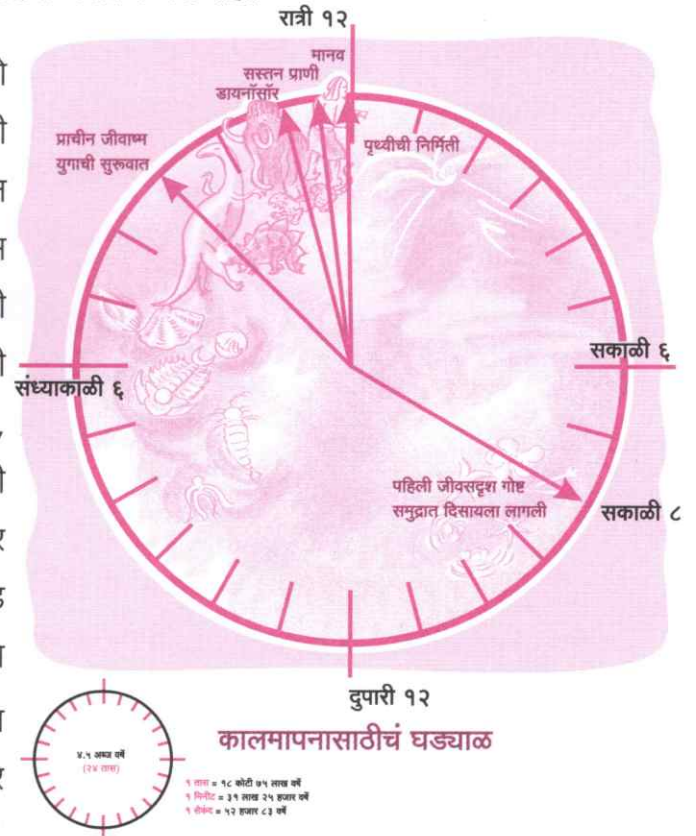 रात्री १२
मानव
सस्तन प्राणी
डायनॉसॉर
प्राचीन जीवाष्म
युगाची सुरूवात
पृथ्वीची निर्मिती
सकाळी ६
संध्याकाळी ६
पहिली जीवसदृश गोष्ट
समुद्रात दिसायला लागली
सकाळी ८
दुपारी १२
कालमापनासाठीचं घड्याळ
४.५ अब्ज वर्षे
(२४ तास)
१ तास = १८ कोटी ७५ लाख वर्षे
१ मिनीट = ३१ लाख २५ हजार वर्षे
१ सेकंद = ५२ हजार ८३ वर्षे